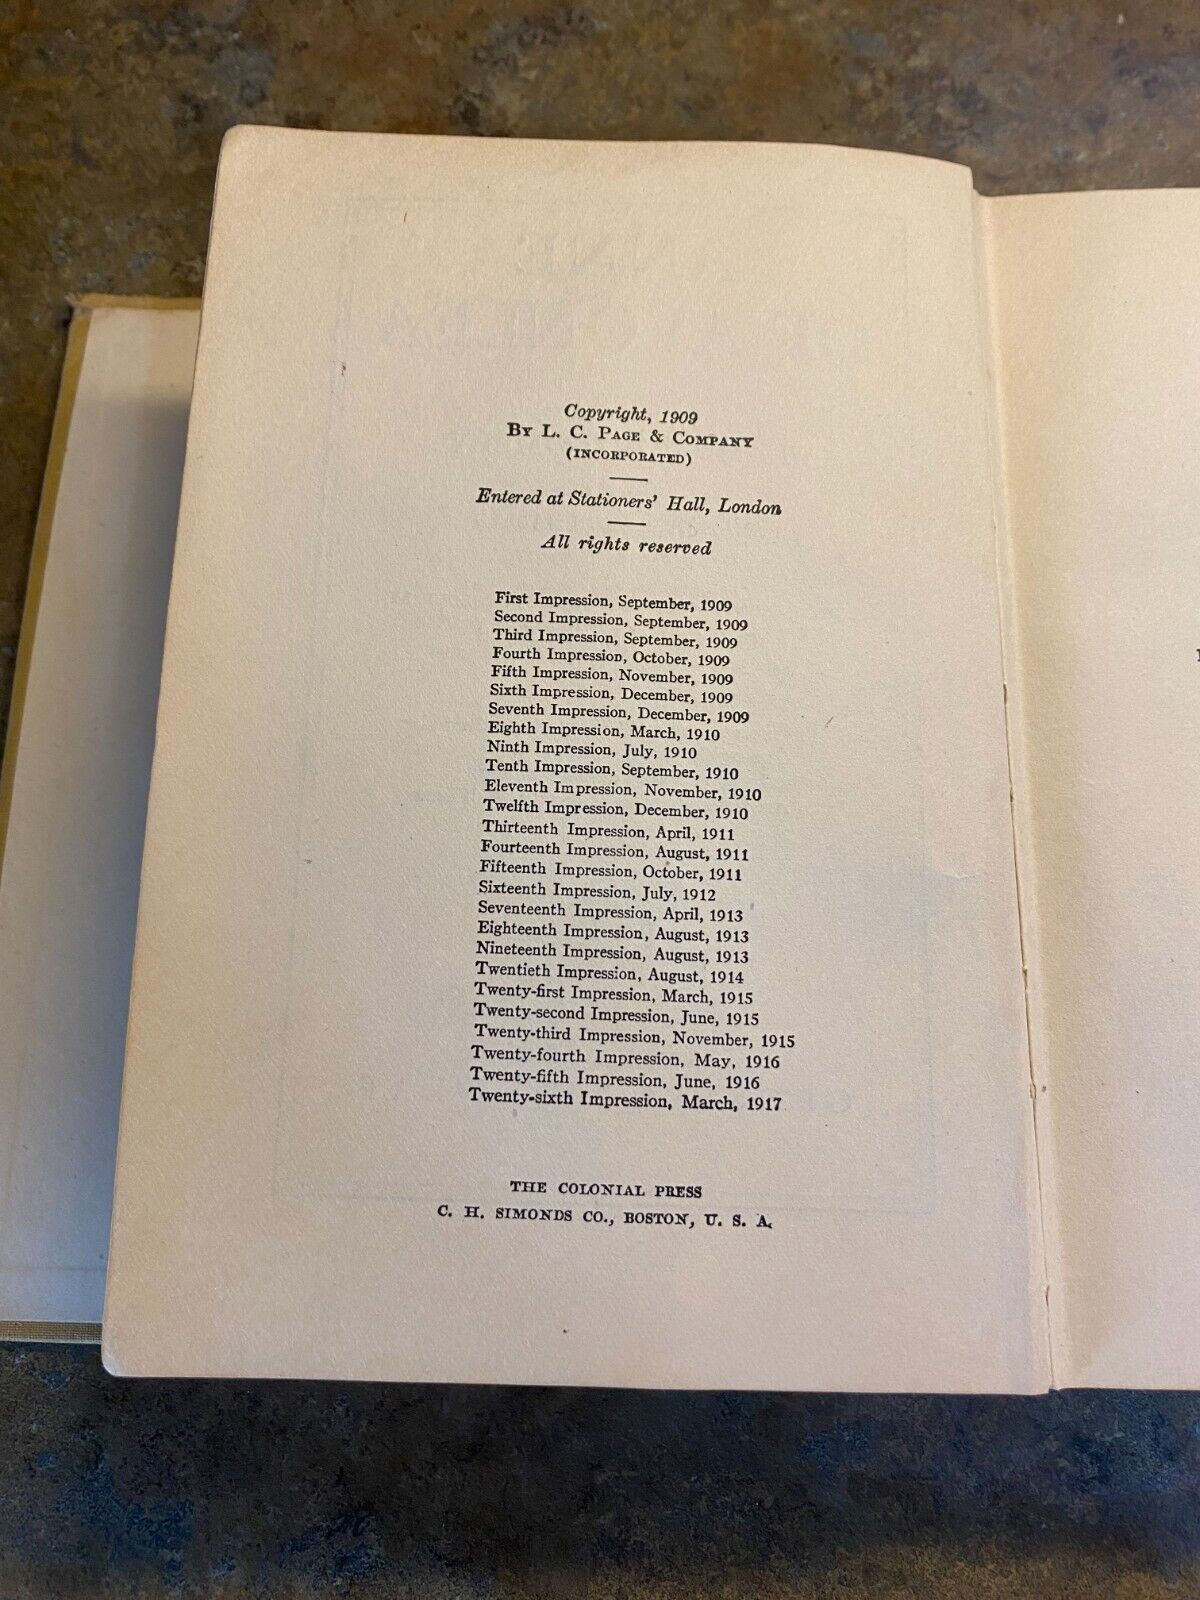 Copyright, 1909
By L. C. Page & Company
(INCORPORATED)
Entered at Stationers' Hall, London
All rights reserved
First Impression, September, 1909
Second Impression, September, 1909
Third Impression, September, 1909
Fourth Impression, October, 1909
Fifth Impression, November, 1909
Sixth Impression, December, 1909
Seventh Impression, December, 1909
Eighth Impression, March, 1910
Ninth Impression, July, 1910
Tenth Impression, September, 1910
Eleventh Impression, November, 1910
Twelfth Impression, December, 1910
Thirteenth Impression, April, 1911
Fourteenth Impression, August, 1911
Fifteenth Impression, October, 1911
Sixteenth Impression, July, 1912
Seventeenth Impression, April, 1913
Eighteenth Impression, August, 1913
Nineteenth Impression, August, 1913
Twentieth Impression, August, 1914
Twenty-first Impression, March, 1915
Twenty-second Impression, June, 1915
Twenty-third Impression, November, 1915
Twenty-fourth Impression, May, 1916
Twenty-fifth Impression, June, 1916
Twenty-sixth Impression, March, 1917
THE COLONIAL PRESS
C. H. SIMONDS CO., BOSTON, U. S. A.